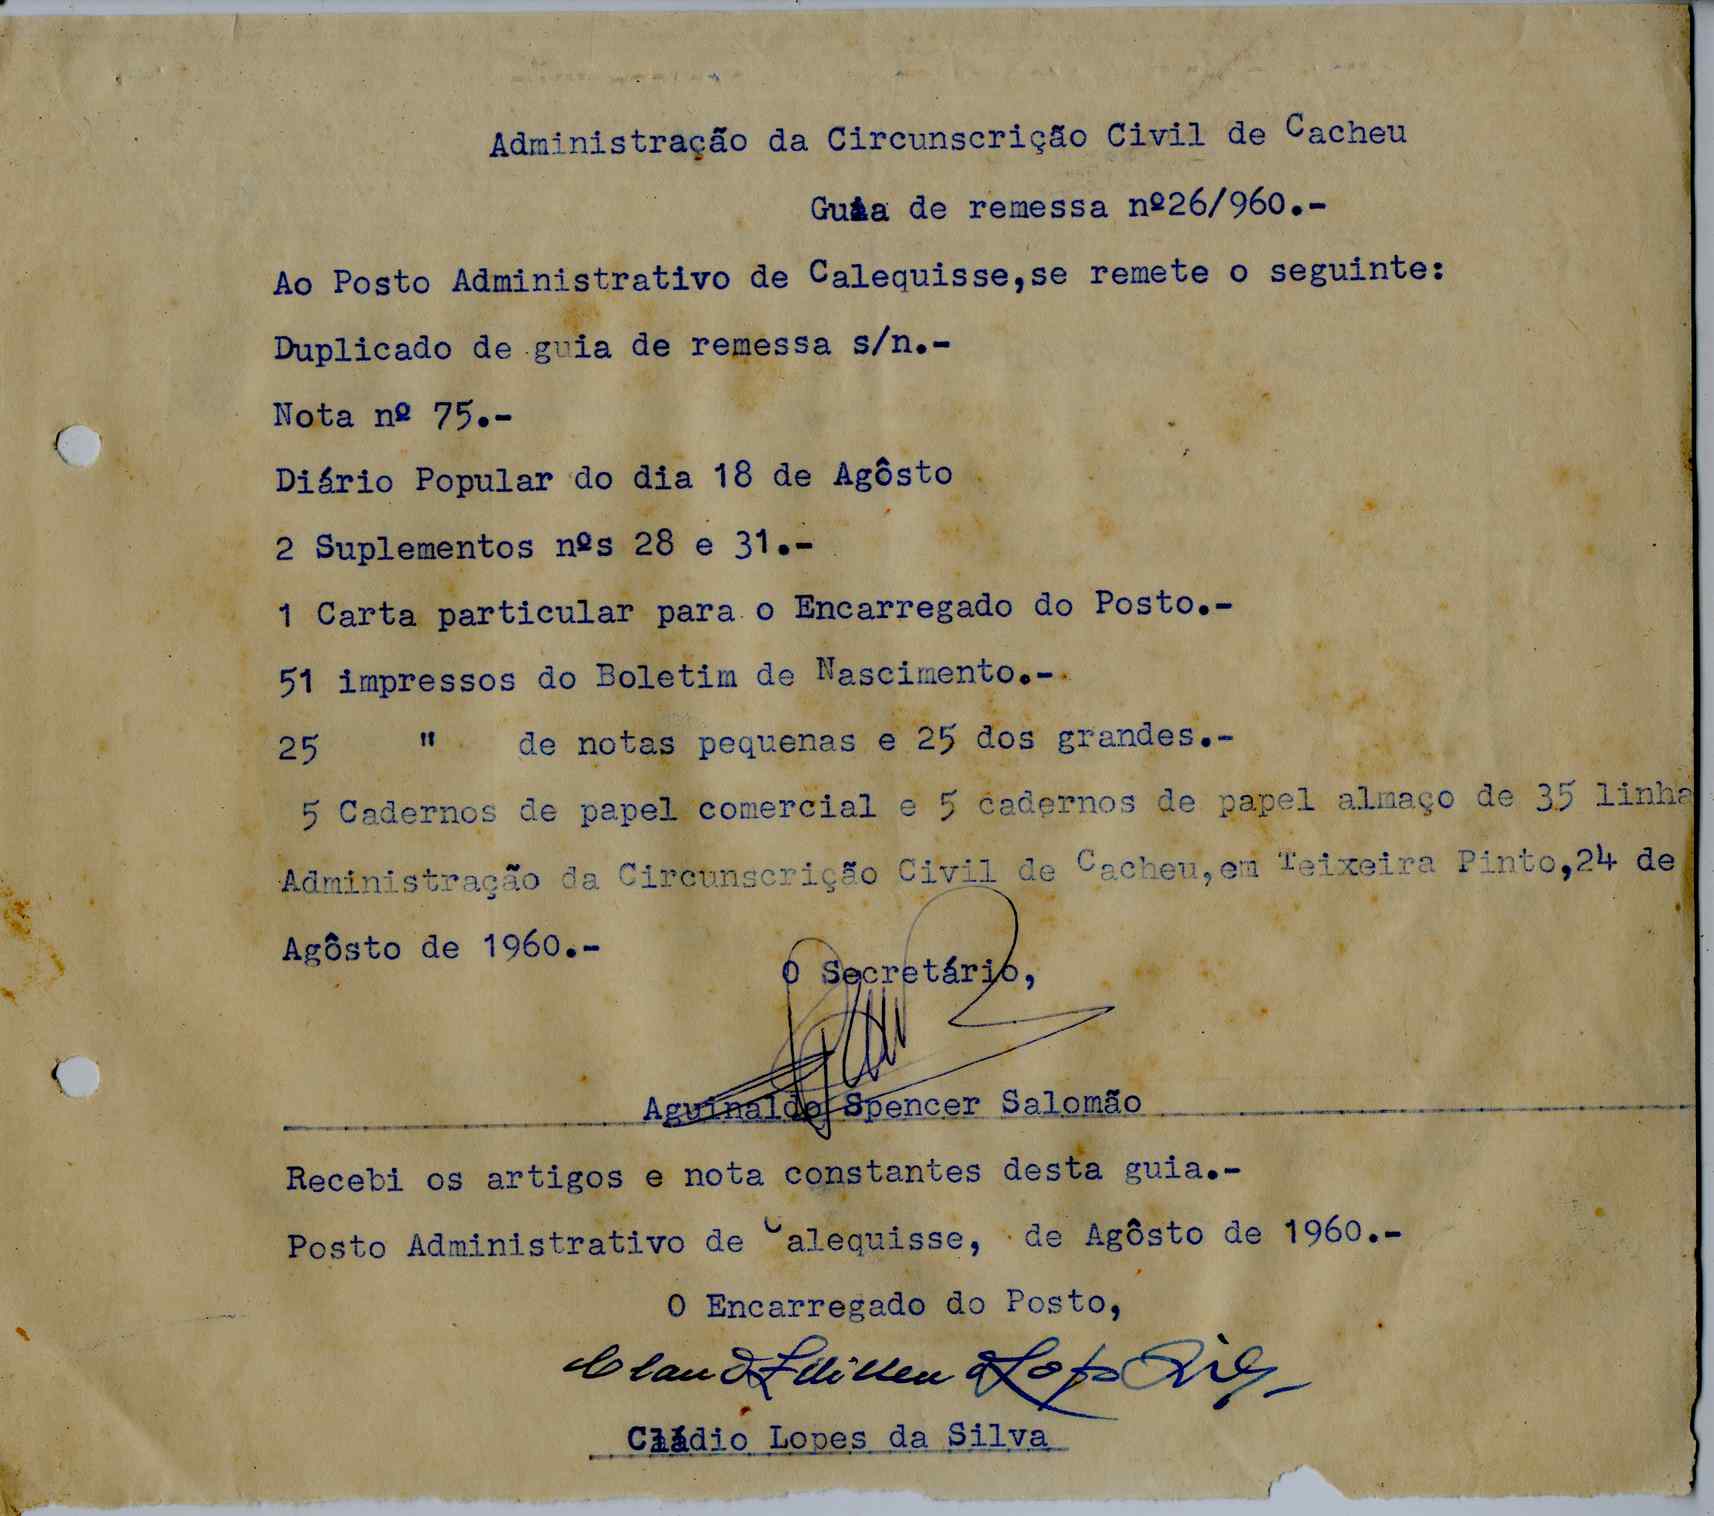 Administração da Circunscrição Civil de Cacheu
Guia de remessa nº26/960.-
Ao Posto Administrativo de Calequisse,se remete o seguinte:
Duplicado de guia de remessa s/n.-
Nota nº 75.-
Diário Popular do dia 18 de Agôsto
2 Suplementos nºs 28 e 31.-
1 Carta particular para o Encarregado do Posto.-
51 impressos do Boletim de Nascimento.-
25 " de notas pequenas e 25 dos grandes.-
5 Cadernos de papel comercial e 5 cadernos de papel almaço de 35 linha
Administração da Circunscrição Civil de Cacheu,em Teixeira Pinto,24 de
Agôsto de 1960.-
O Secretário,
Aguinaldo Spencer Salomão
Recebi os artigos e nota constantes desta guia.-
Posto Administrativo de Calequisse, de Agôsto de 1960.-
O Encarregado do Posto,
Lopes da Silva